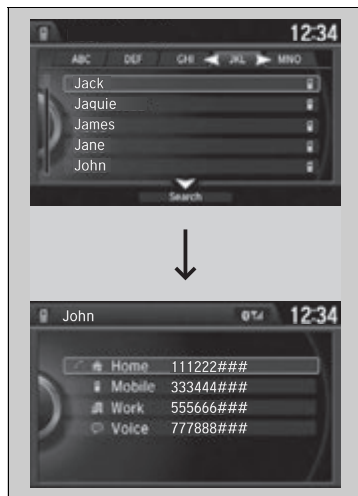 12:34
ABC DEF GHI JKL MNO
Jack
Jaquie
James
Jane
John
Search
John 12:34
Home 111222###
Mobile 333444###
Work 555666###
Voice 777888###